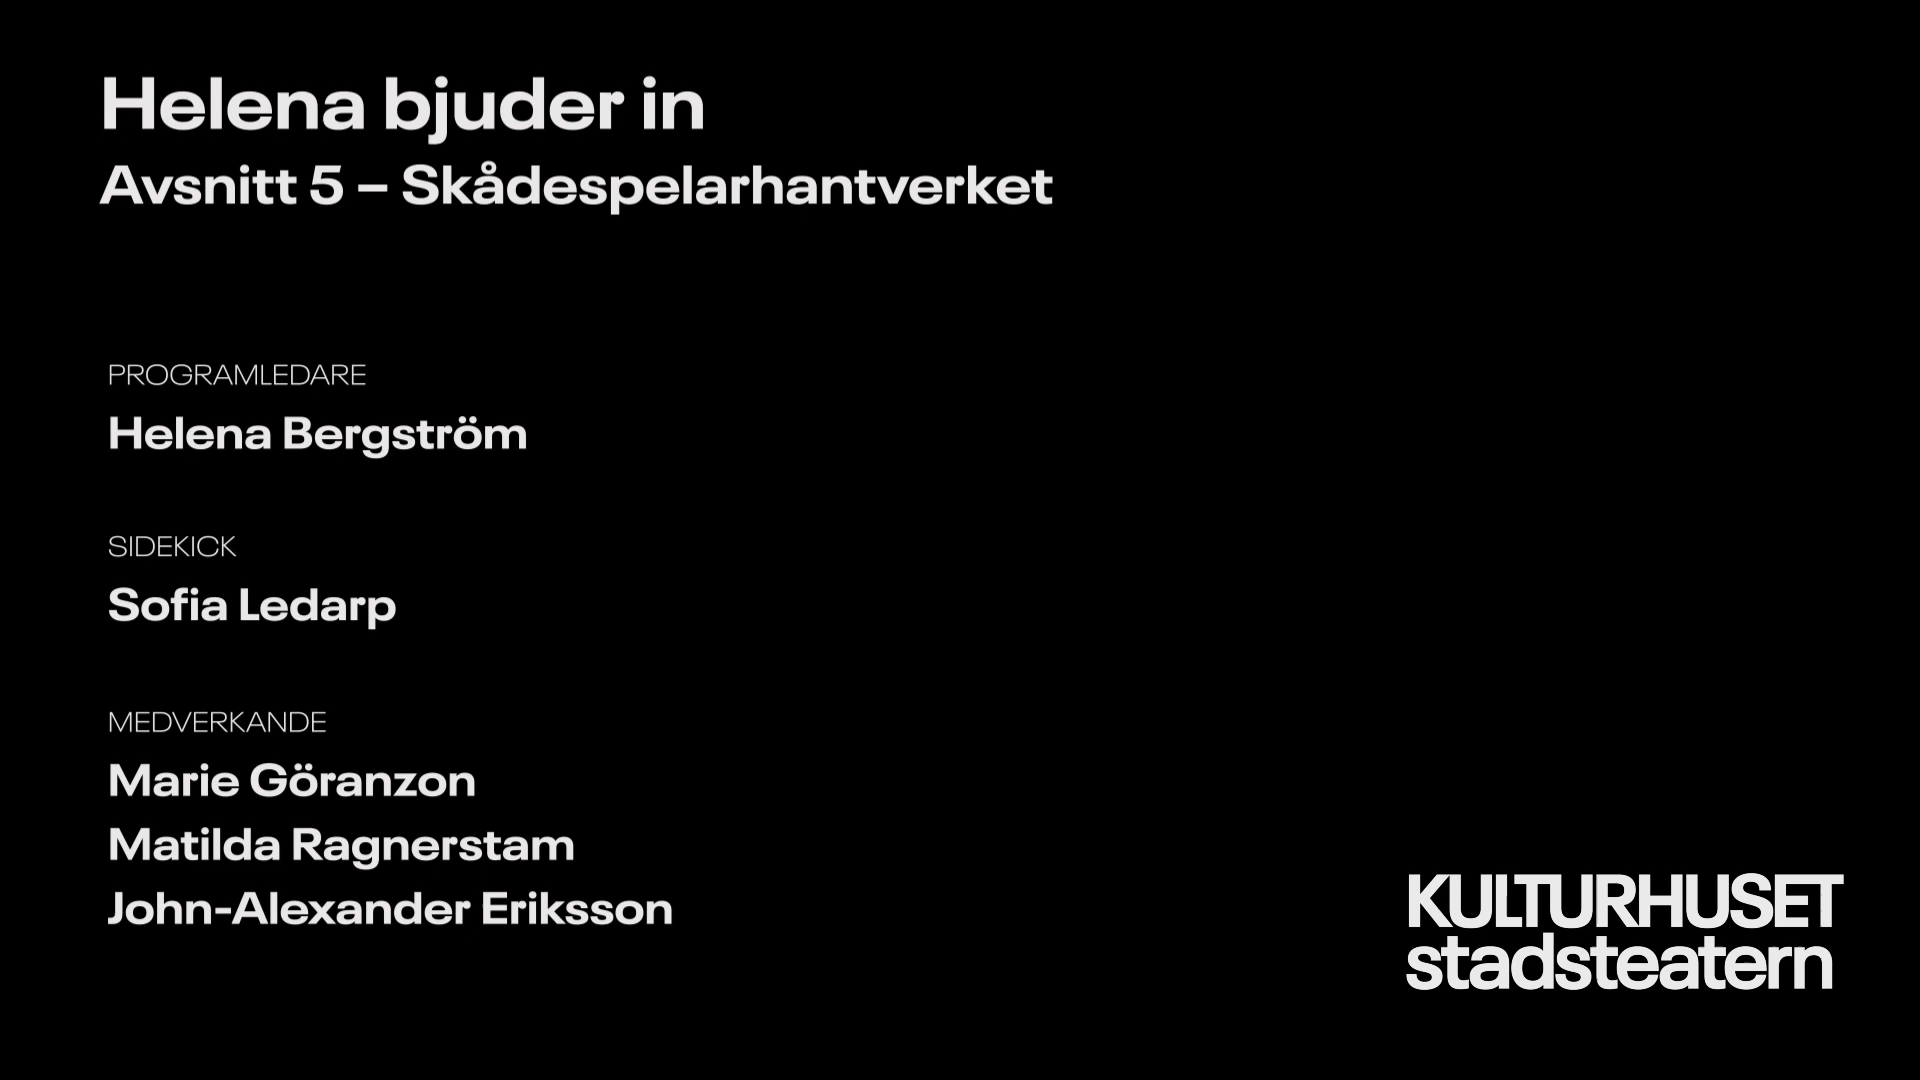 Helena bjuder in
Avsnitt 5 – Skådespelarhantverket
PROGRAMLEDARE
Helena Bergström
SIDEKICK
Sofia Ledarp
MEDVERKANDE
Marie Göranzon
Matilda Ragnerstam
John-Alexander Eriksson
KULTURHUSET
stadsteatern